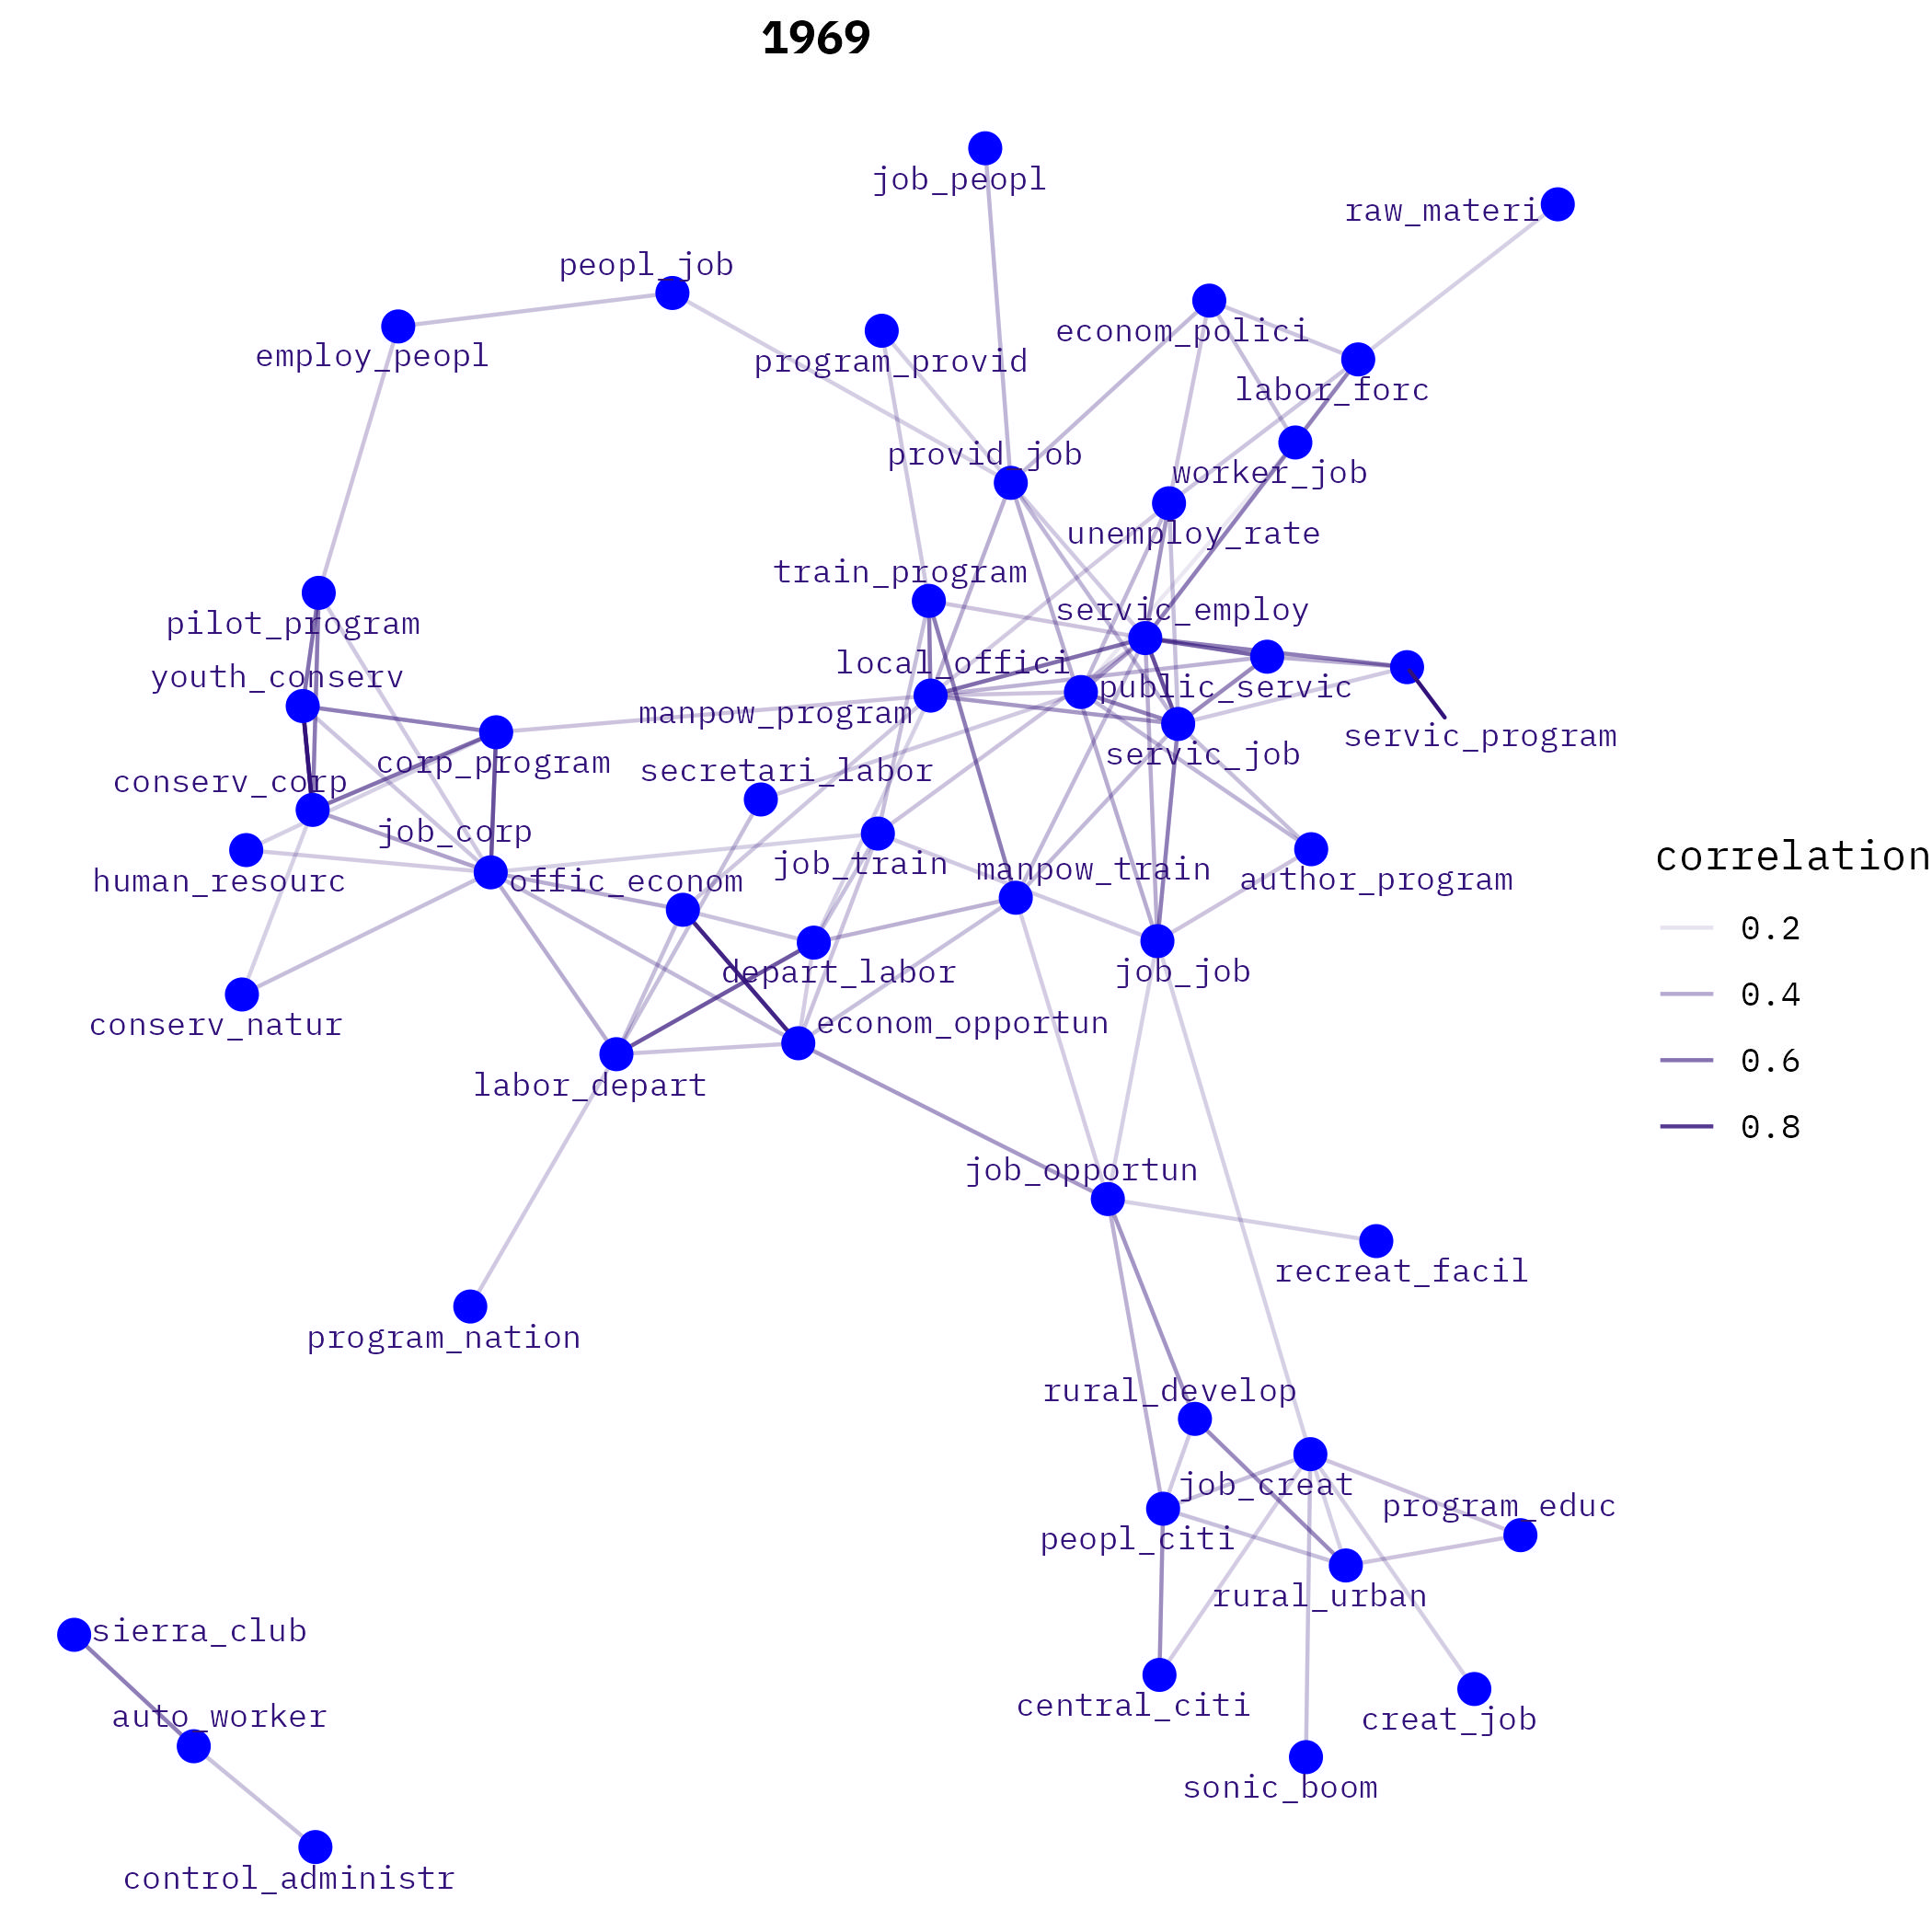 1969
job_peopl
raw_materi
peopl_job
econom_polici
employ_peopl
program_provid
labor_forc
provid_job
worker_job
unemploy_rate
train_program
servic_employ
pilot_program
local_offici
youth_conserv
public_servic
manpow_program
servic_program
servic_job
corp_program
secretari_labor
conserv_corp
job_corp
job_train
manpow_train
human_resourc
offic_econom
author_program
depart_labor
job_job
conserv_natur
econom_opportun
labor_depart
correlation
0.2
0.4
0.6
0.8
job_opportun
recreat_facil
program_nation
rural_develop
job_creat
program_educ
peopl_citi
rural_urban
sierra_club
central_citi
auto_worker
creat_job
sonic_boom
control_administr